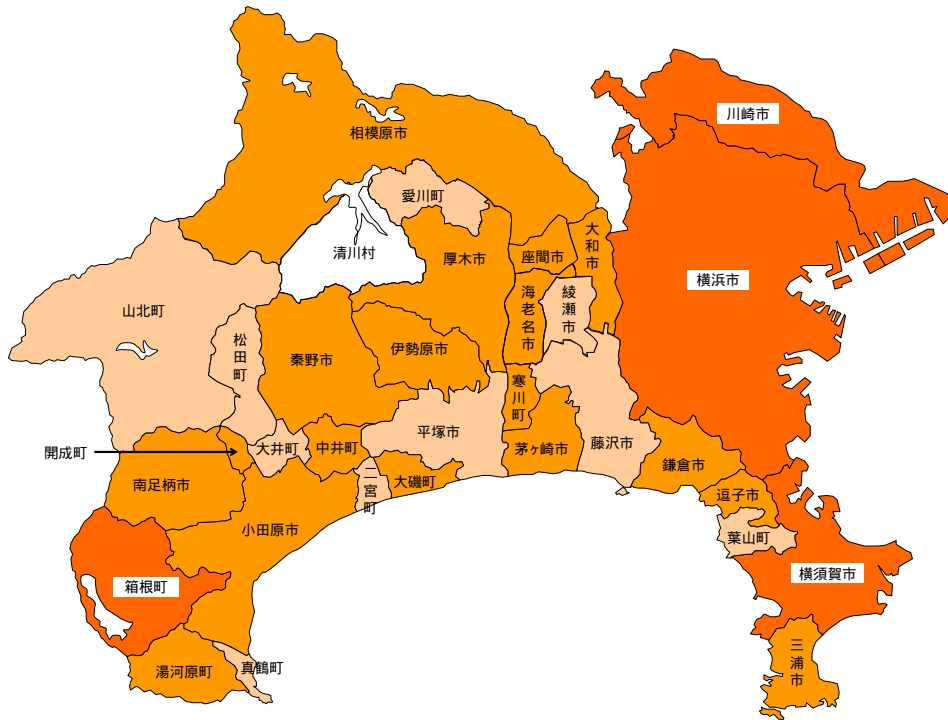 川崎市
相模原市
愛川町
大和市
清川村
厚木市
座間市
横浜市
海老名市
綾瀬市
山北町
松田町
秦野市
伊勢原市
寒川町
平塚市
大井町
中井町
茅ヶ崎市
藤沢市
開成町
鎌倉市
南足柄市
二宮町
大磯町
逗子市
小田原市
葉山町
箱根町
横須賀市
湯河原町
真鶴町
三浦市